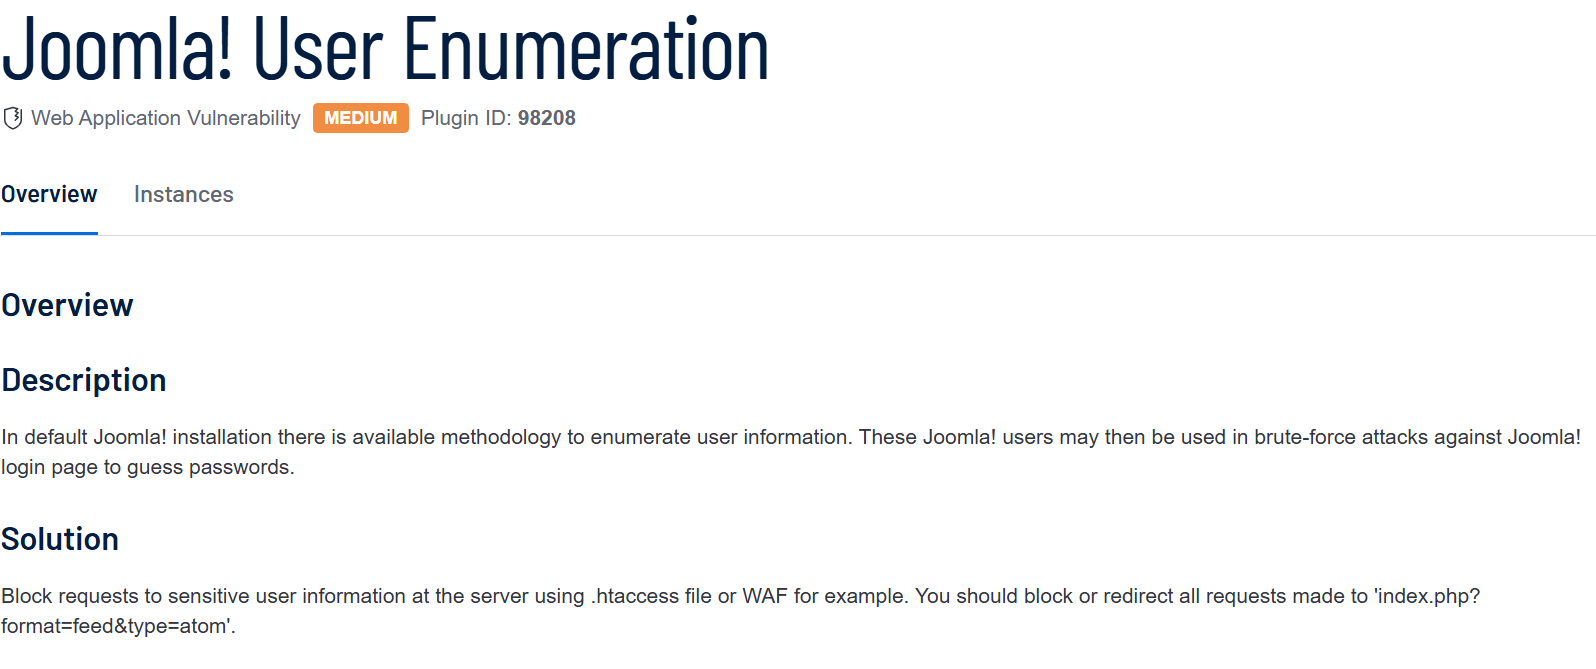 Joomla! User Enumeration
Web Application Vulnerability MEDIUM Plugin ID: 98208
Overview Instances
Overview
Description
In default Joomla! installation there is available methodology to enumerate user information. These Joomla! users may then be used in brute-force attacks against Joomla!
login page to guess passwords.
Solution
Block requests to sensitive user information at the server using .htaccess file or WAF for example. You should block or redirect all requests made to 'index.php?
format=feed&type=atom'.